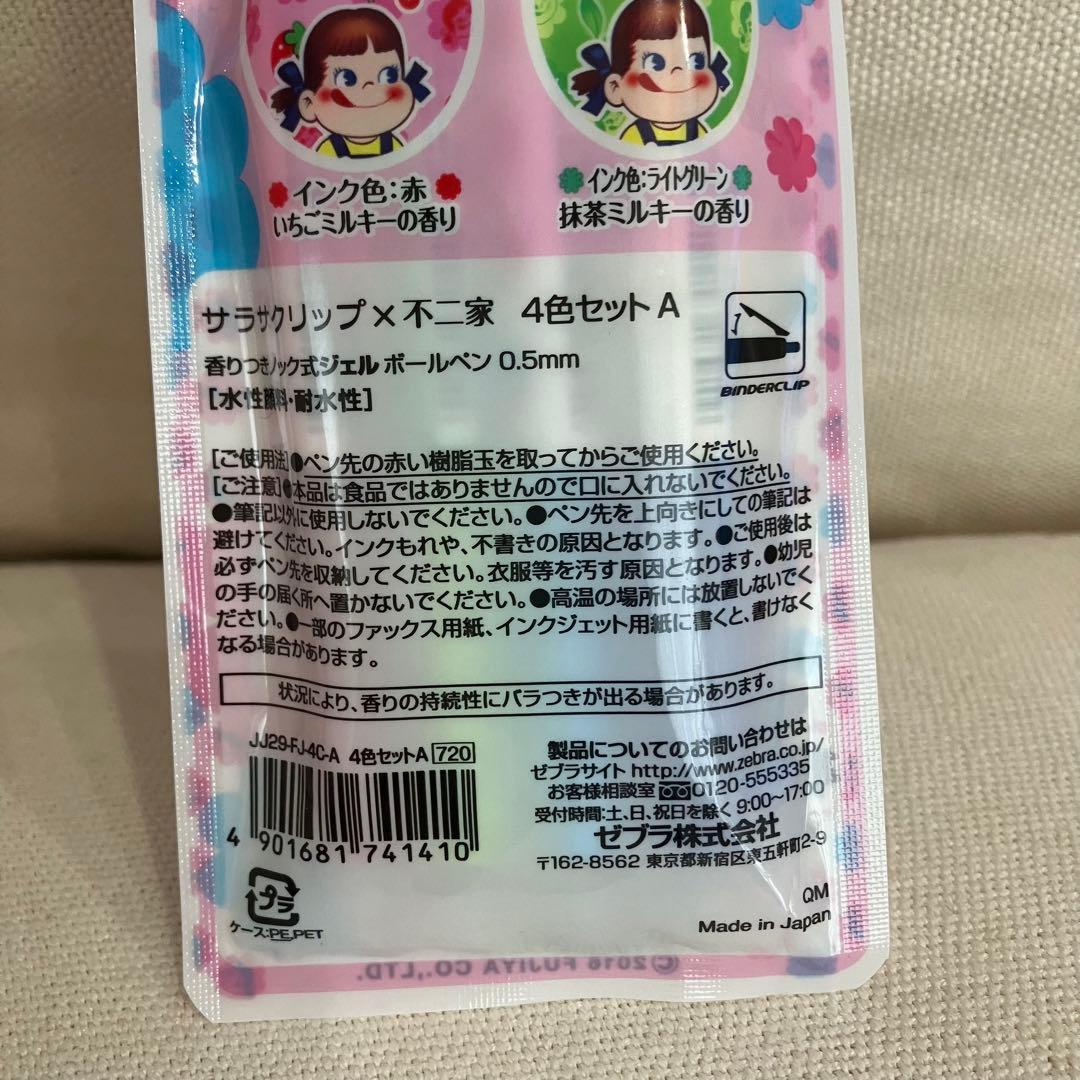 インク色：赤
いちごミルキーの香り
インク色：ライトグリーン
抹茶ミルキーの香り
サラサクリップ×不二家 4色セットA
香りつきノック式ジェルボールペン 0.5mm
[水性顔料・耐水性]
BINDERCLIP
[ご使用法]●ペン先の赤い樹脂玉を取ってからご使用ください。
[ご注意]●本品は食品ではありませんので口に入れないでください。
●筆記以外に使用しないでください。●ペン先を上向きにしての筆記は
避けてください。インクもれや、不書きの原因となります。●ご使用後は
必ずペン先を収納してください。衣服等を汚す原因となります。●幼児
の手の届く所へ置かないでください。●高温の場所には放置しないでく
ださい。●一部のファックス用紙、インクジェット用紙に書くと、書けなく
なる場合があります。
状況により、香りの持続性にバラつきが出る場合があります。
JJ29-FJ-4C-A 4色セットA 720
4 901681 741410
プラ
ケース:PE,PET
製品についてのお問い合わせは
ゼブラサイト http://www.zebra.co.jp/
お客様相談室 0120-555335
受付時間:土、日、祝日を除く 9:00～17:00
ゼブラ株式会社
〒162-8562 東京都新宿区東五軒町2-9
QM
Made in Japan
©2016 FUJIYA CO.,LTD.